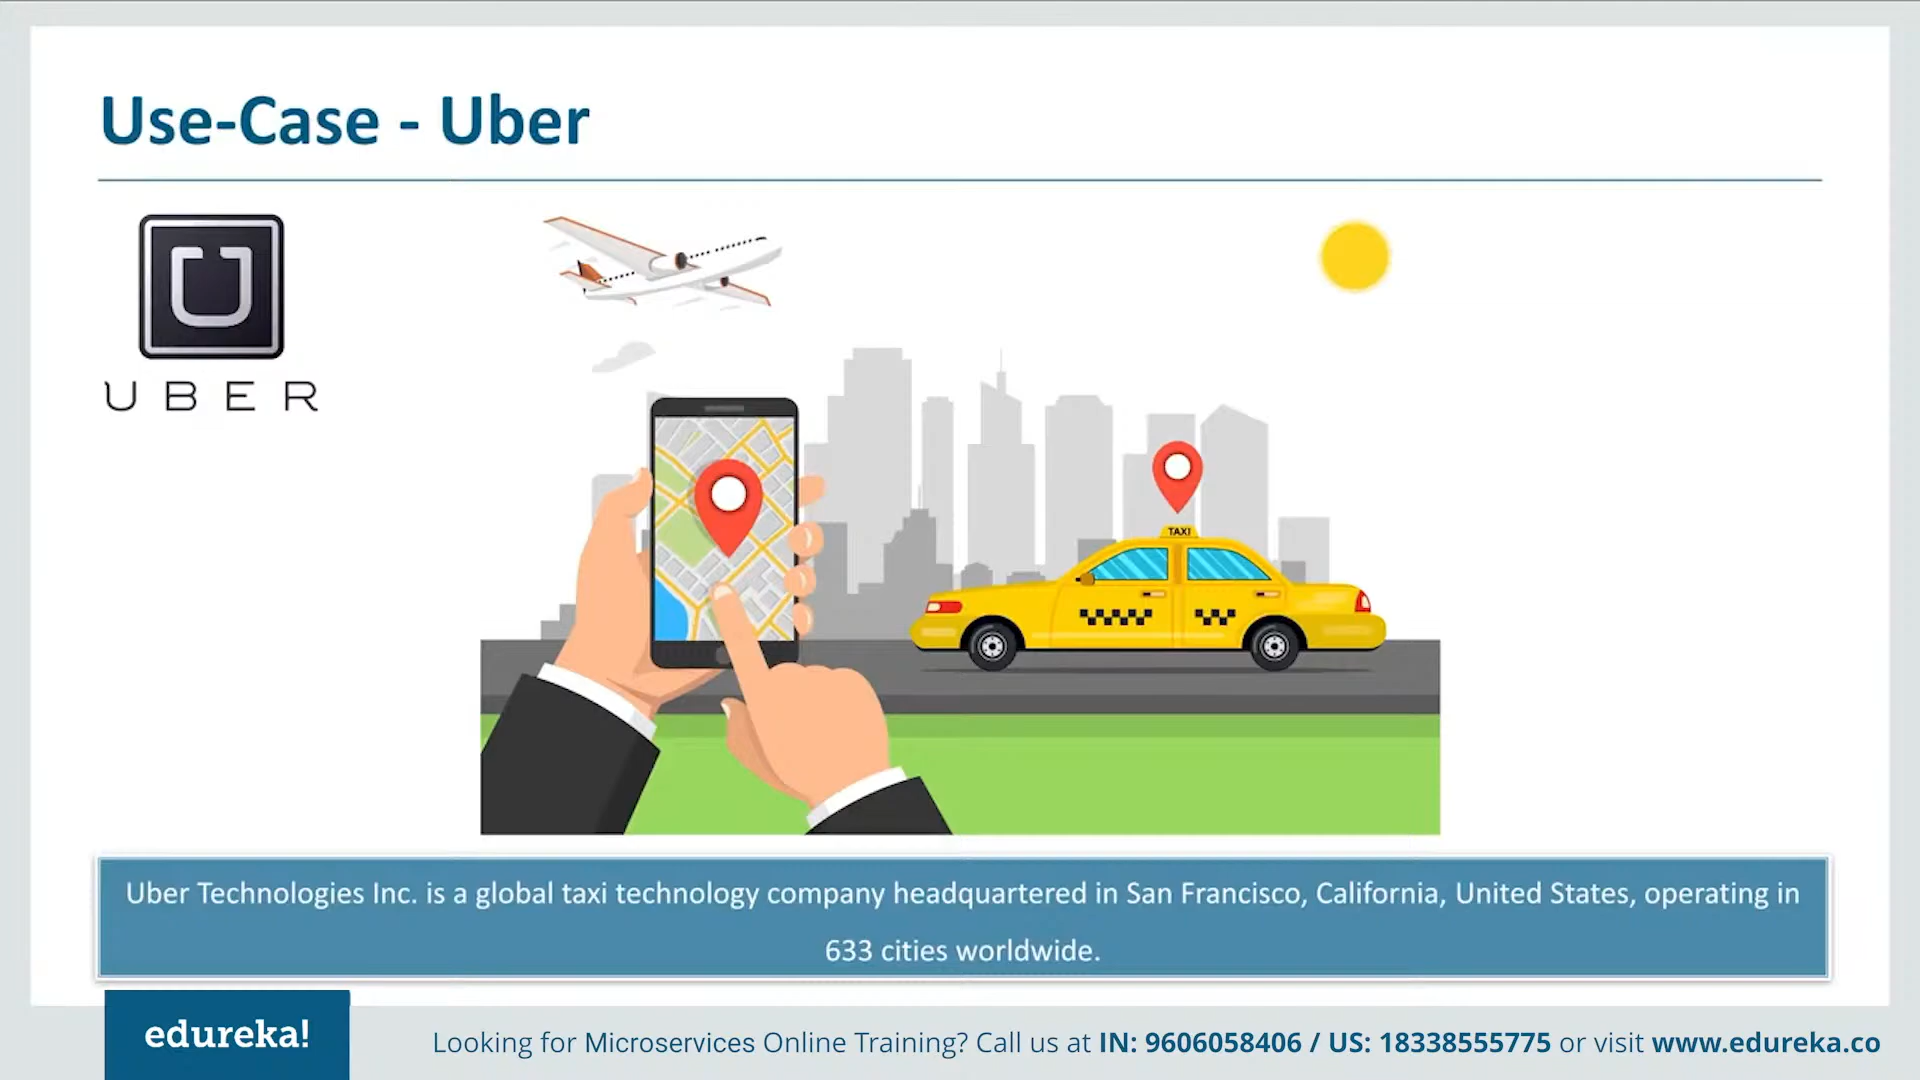 Use-Case - Uber
U
UBER
TAXI
Uber Technologies Inc. is a global taxi technology company headquartered in San Francisco, California, United States, operating in
633 cities worldwide.
edureka!
Looking for Microservices Online Training? Call us at IN: 9606058406 / US: 18338555775 or visit www.edureka.co